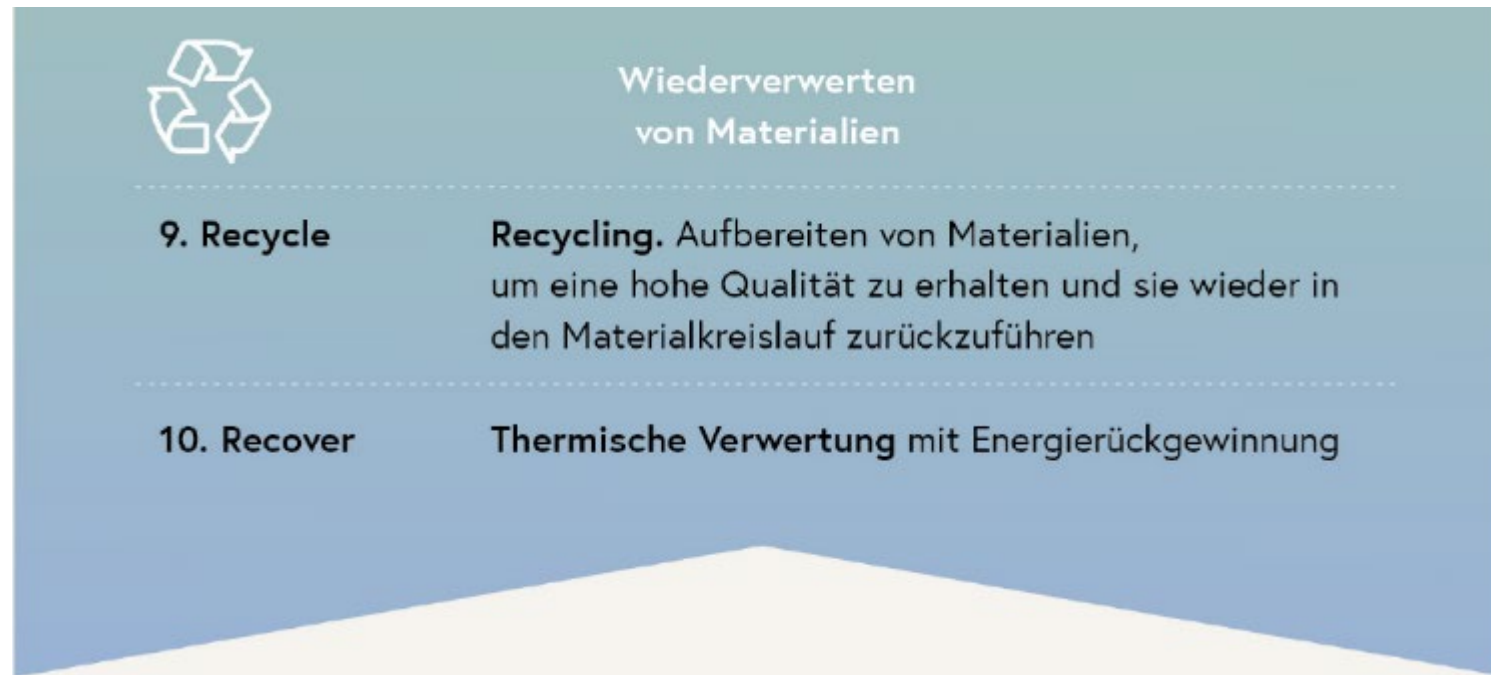 Wiederverwerten
von Materialien
9. Recycle
Recycling. Aufbereiten von Materialien,
um eine hohe Qualität zu erhalten und sie wieder in
den Materialkreislauf zurückzuführen
10. Recover
Thermische Verwertung mit Energierückgewinnung